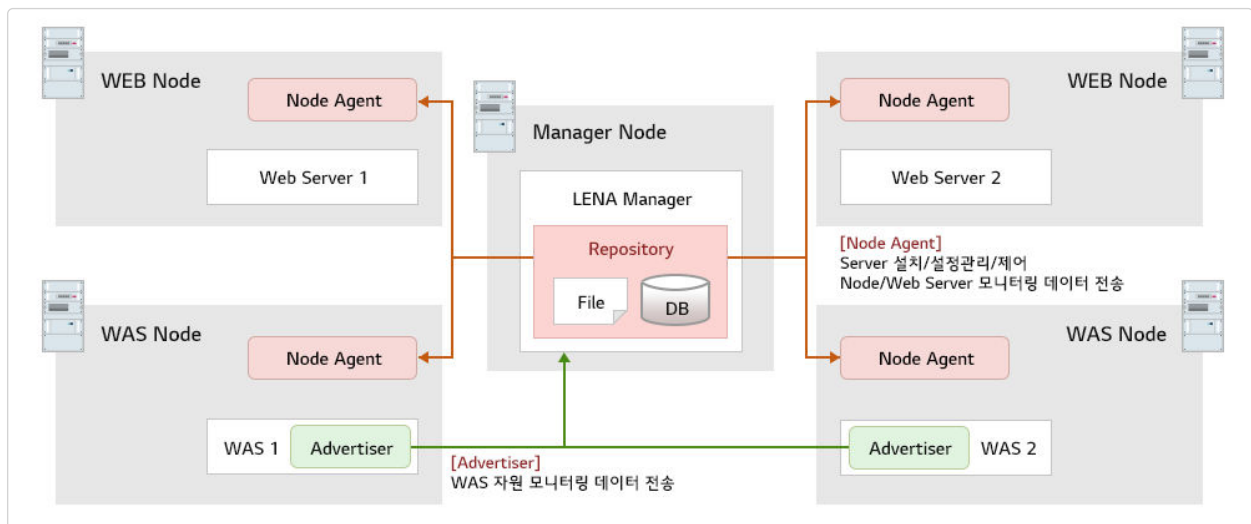 WEB Node
Node Agent
Web Server 1
Manager Node
LENA Manager
Repository
File
DB
WEB Node
Node Agent
Web Server 2
[Node Agent]
Server 설치/설정관리/제어
Node/Web Server 모니터링 데이터 전송
WAS Node
Node Agent
WAS 1
Advertiser
[Advertiser]
WAS 자원 모니터링 데이터 전송
WAS Node
Node Agent
Advertiser
WAS 2